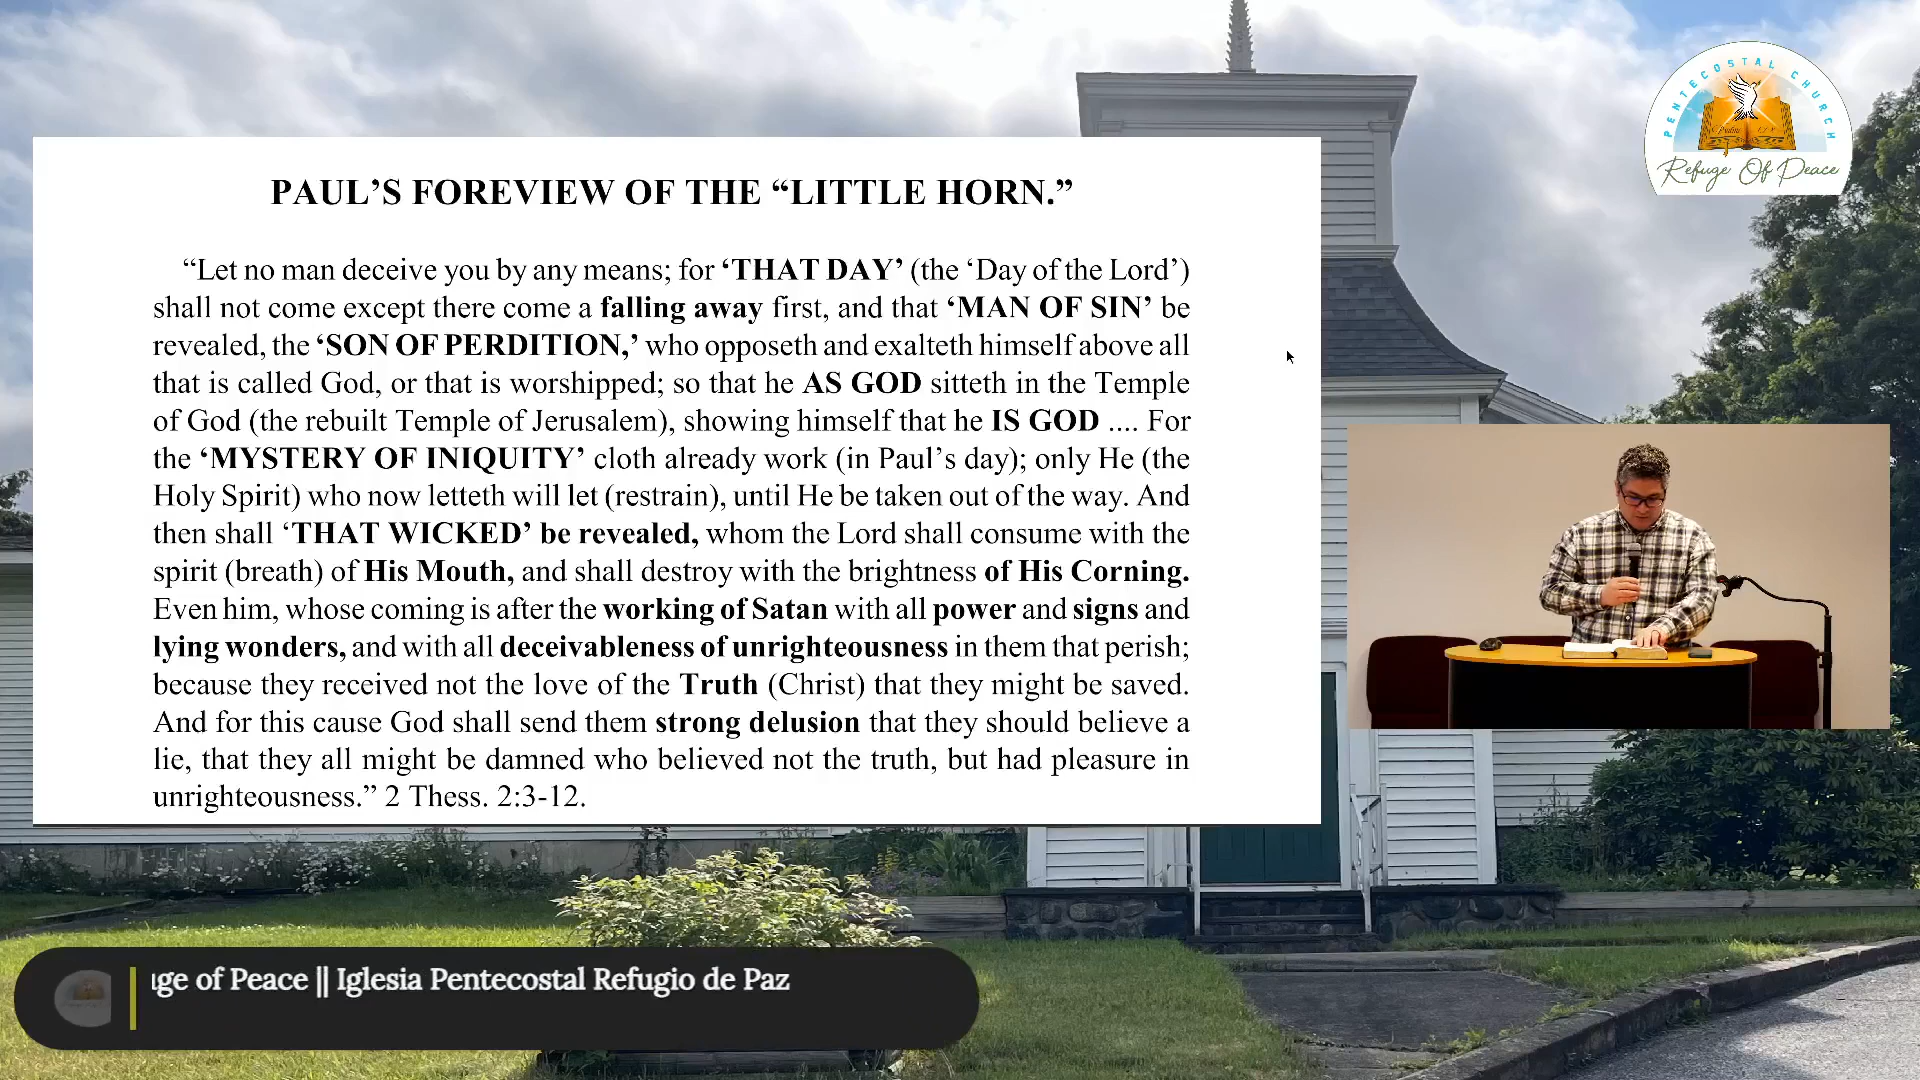 PAUL’S FOREVIEW OF THE “LITTLE HORN.”
“Let no man deceive you by any means; for ‘THAT DAY’ (the ‘Day of the Lord’)
shall not come except there come a falling away first, and that ‘MAN OF SIN’ be
revealed, the ‘SON OF PERDITION,’ who opposeth and exalteth himself above all
that is called God, or that is worshipped; so that he AS GOD sitteth in the Temple
of God (the rebuilt Temple of Jerusalem), showing himself that he IS GOD .... For
the ‘MYSTERY OF INIQUITY’ cloth already work (in Paul’s day); only He (the
Holy Spirit) who now letteth will let (restrain), until He be taken out of the way. And
then shall ‘THAT WICKED’ be revealed, whom the Lord shall consume with the
spirit (breath) of His Mouth, and shall destroy with the brightness of His Corning.
Even him, whose coming is after the working of Satan with all power and signs and
lying wonders, and with all deceivableness of unrighteousness in them that perish;
because they received not the love of the Truth (Christ) that they might be saved.
And for this cause God shall send them strong delusion that they should believe a
lie, that they all might be damned who believed not the truth, but had pleasure in
unrighteousness.” 2 Thess. 2:3-12.
PENTECOSTAL CHURCH
Refuge Of Peace
ge of Peace || Iglesia Pentecostal Refugio de Paz